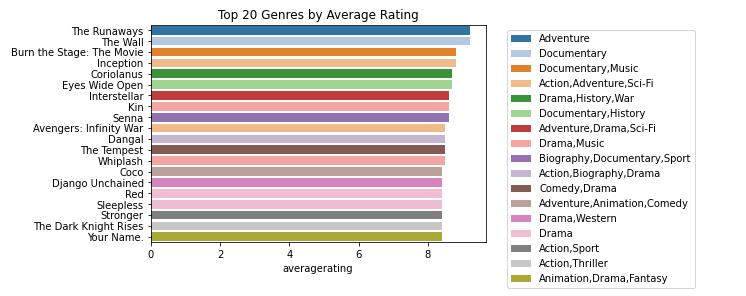 Top 20 Genres by Average Rating
The Runaways
The Wall
Burn the Stage: The Movie
Inception
Coriolanus
Eyes Wide Open
Interstellar
Kin
Senna
Avengers: Infinity War
Dangal
The Tempest
Whiplash
Coco
Django Unchained
Red
Sleepless
Stronger
The Dark Knight Rises
Your Name.
0 2 4 6 8
averagerating
Adventure
Documentary
Documentary,Music
Action,Adventure,Sci-Fi
Drama,History,War
Documentary,History
Adventure,Drama,Sci-Fi
Drama,Music
Biography,Documentary,Sport
Action,Biography,Drama
Comedy,Drama
Adventure,Animation,Comedy
Drama,Western
Drama
Action,Sport
Action,Thriller
Animation,Drama,Fantasy